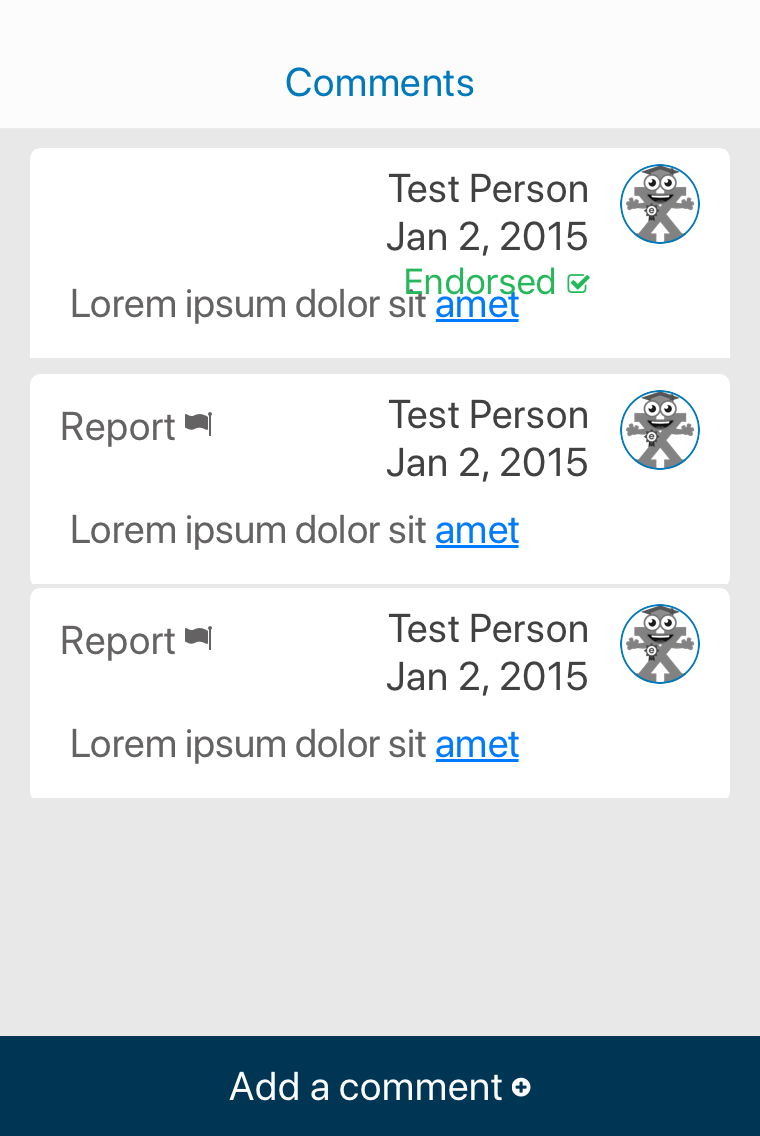 Comments
Test Person
Jan 2, 2015
Endorsed
Lorem ipsum dolor sit amet
Report
Test Person
Jan 2, 2015
Lorem ipsum dolor sit amet
Report
Test Person
Jan 2, 2015
Lorem ipsum dolor sit amet
Add a comment